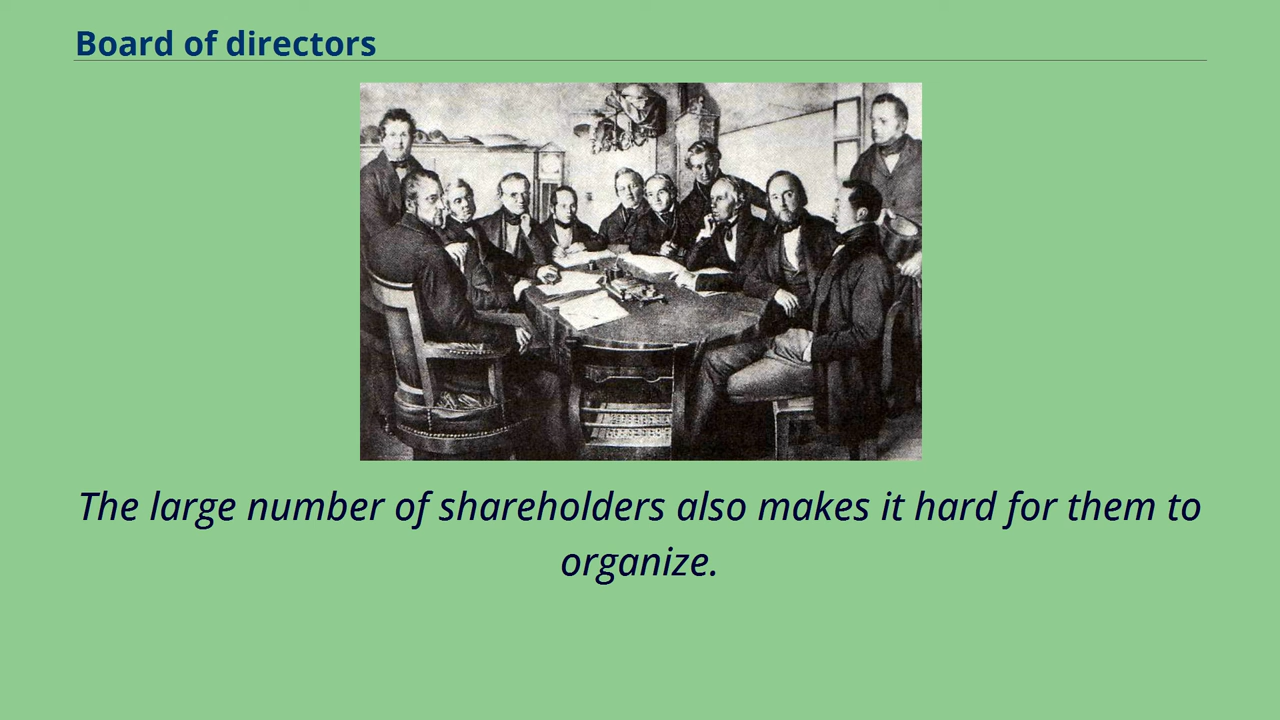 Board of directors
The large number of shareholders also makes it hard for them to
organize.